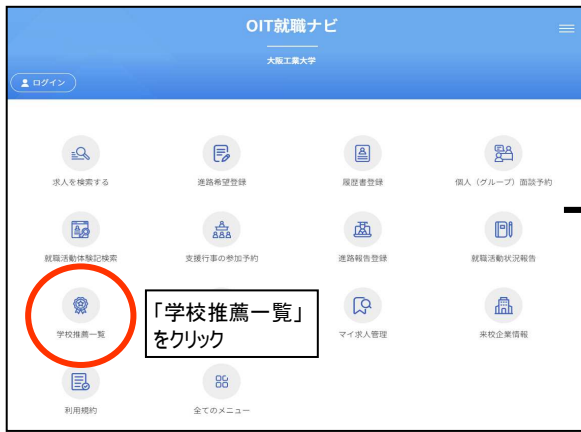 OIT就職ナビ
大阪工業大学
ログイン
求人を検索する
進路希望登録
履歴書登録
個人（グループ）面談予約
就職活動体験記検索
支援行事の参加予約
進路報告登録
就職活動状況報告
学校推薦一覧
「学校推薦一覧」
をクリック
マイ求人管理
来校企業情報
利用規約
全てのメニュー